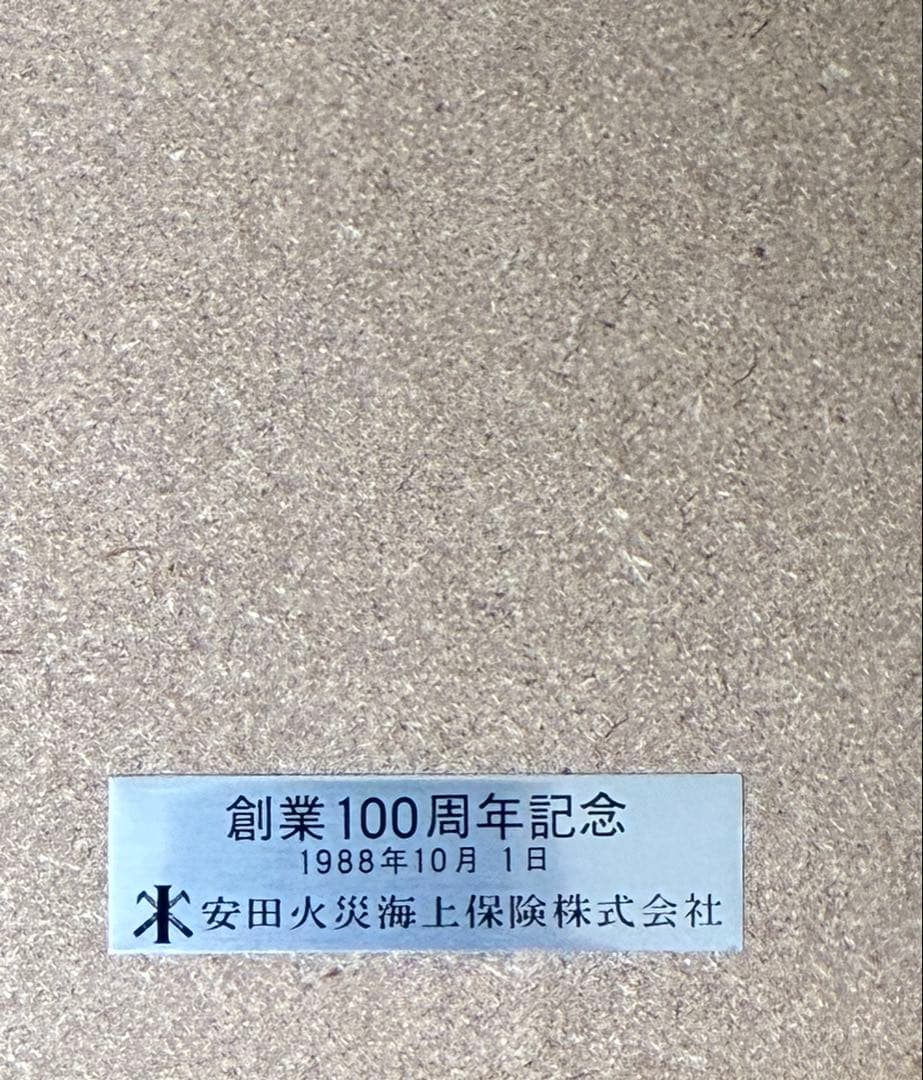 創業100周年記念
1988年10月 1日
安田火災海上保険株式会社